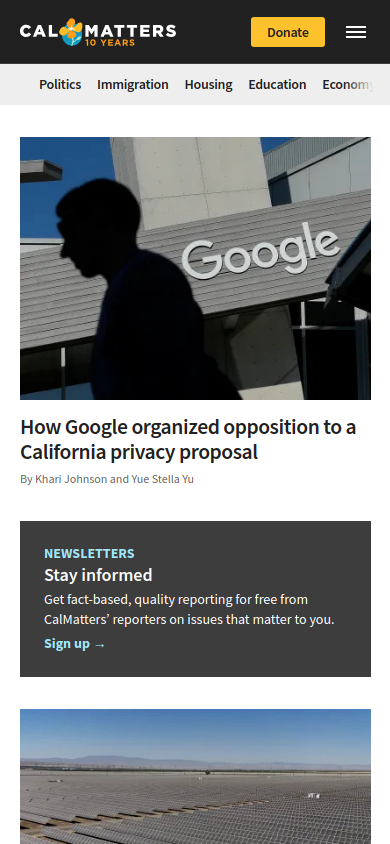 CALMATTERS
10 YEARS
Donate
Politics Immigration Housing Education Economy
Google
How Google organized opposition to a
California privacy proposal
By Khari Johnson and Yue Stella Yu
NEWSLETTERS
Stay informed
Get fact-based, quality reporting for free from
CalMatters’ reporters on issues that matter to you.
Sign up →